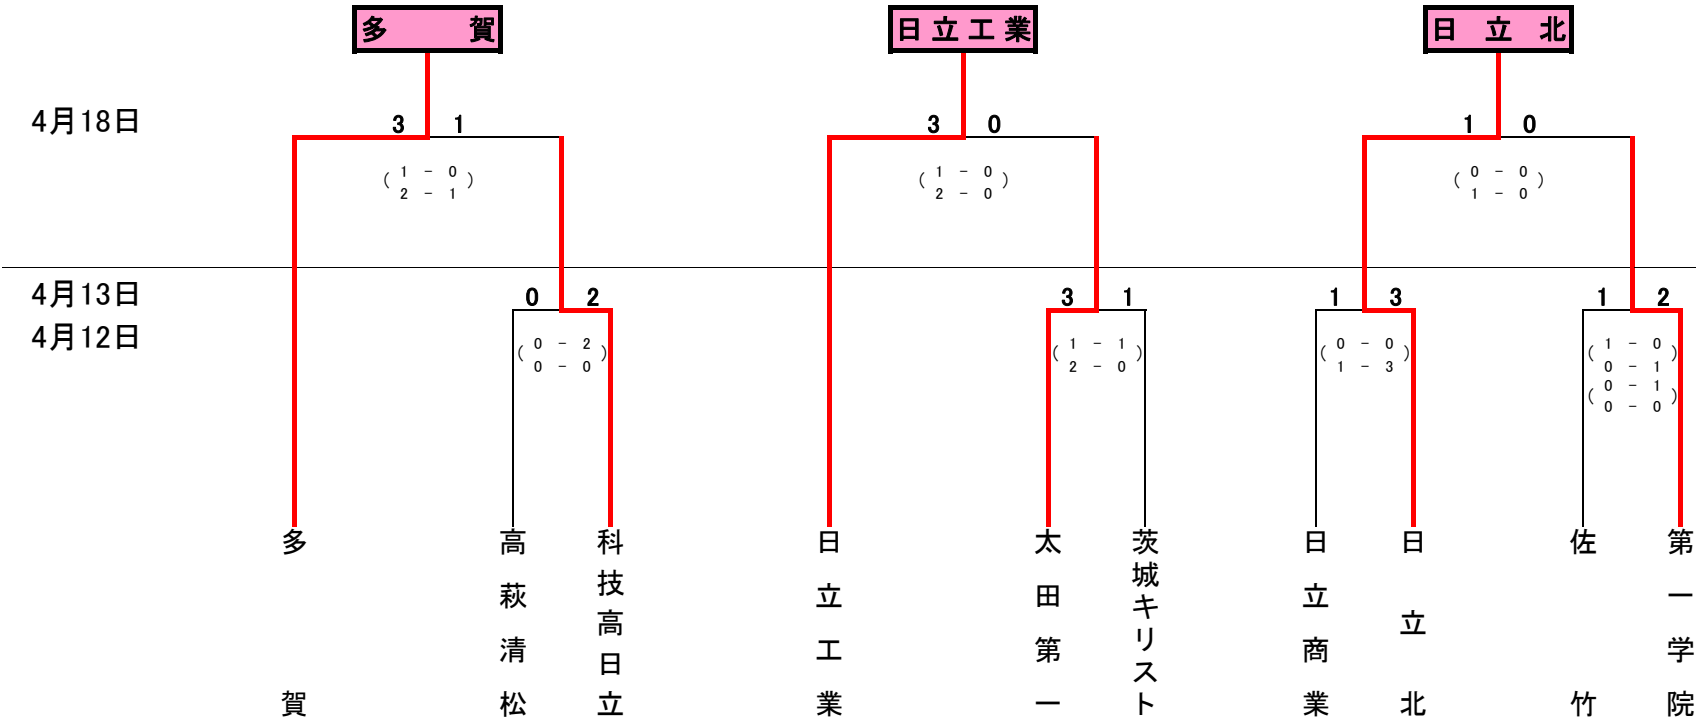 多賀 日立工業 日立北
4月18日
3 1 3 0 1 0
( 1 - 0 ) ( 1 - 0 ) ( 0 - 0 )
2 - 1 2 - 0 1 - 0
4月13日
0 2 3 1 1 3 1 2
4月12日
( 0 - 2 ) ( 1 - 1 ) ( 0 - 0 ) ( 1 - 0 )
0 - 0 2 - 0 1 - 3 0 - 1
( 0 - 1 )
0 - 0
多賀
高萩清松
科技高日立
日立工業
太田第一
茨城キリスト
日立商業
日立北
佐竹
第一学院